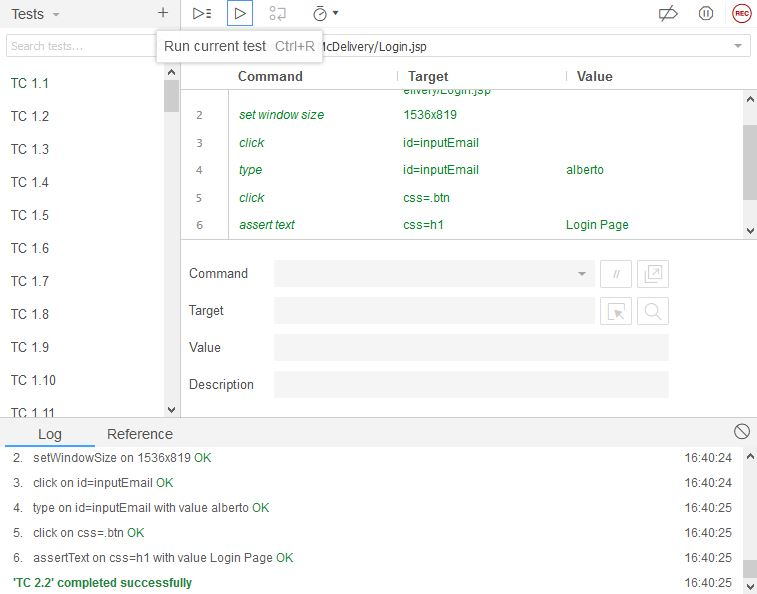 Tests
REC
Run current test Ctrl+R
cDelivery/Login.jsp
Search tests...
Command Target Value
elivery/Login.jsp
TC 1.1
TC 1.2
TC 1.3
TC 1.4
TC 1.5
TC 1.6
TC 1.7
TC 1.8
TC 1.9
TC 1.10
TC 1.11
2 set window size 1536x819
3 click id=inputEmail
4 type id=inputEmail alberto
5 click css=.btn
6 assert text css=h1 Login Page
Command
//
Target
Value
Description
Log Reference
2. setWindowSize on 1536x819 OK 16:40:24
3. click on id=inputEmail OK 16:40:24
4. type on id=inputEmail with value alberto OK 16:40:25
5. click on css=.btn OK 16:40:25
6. assertText on css=h1 with value Login Page OK 16:40:25
'TC 2.2' completed successfully 16:40:25